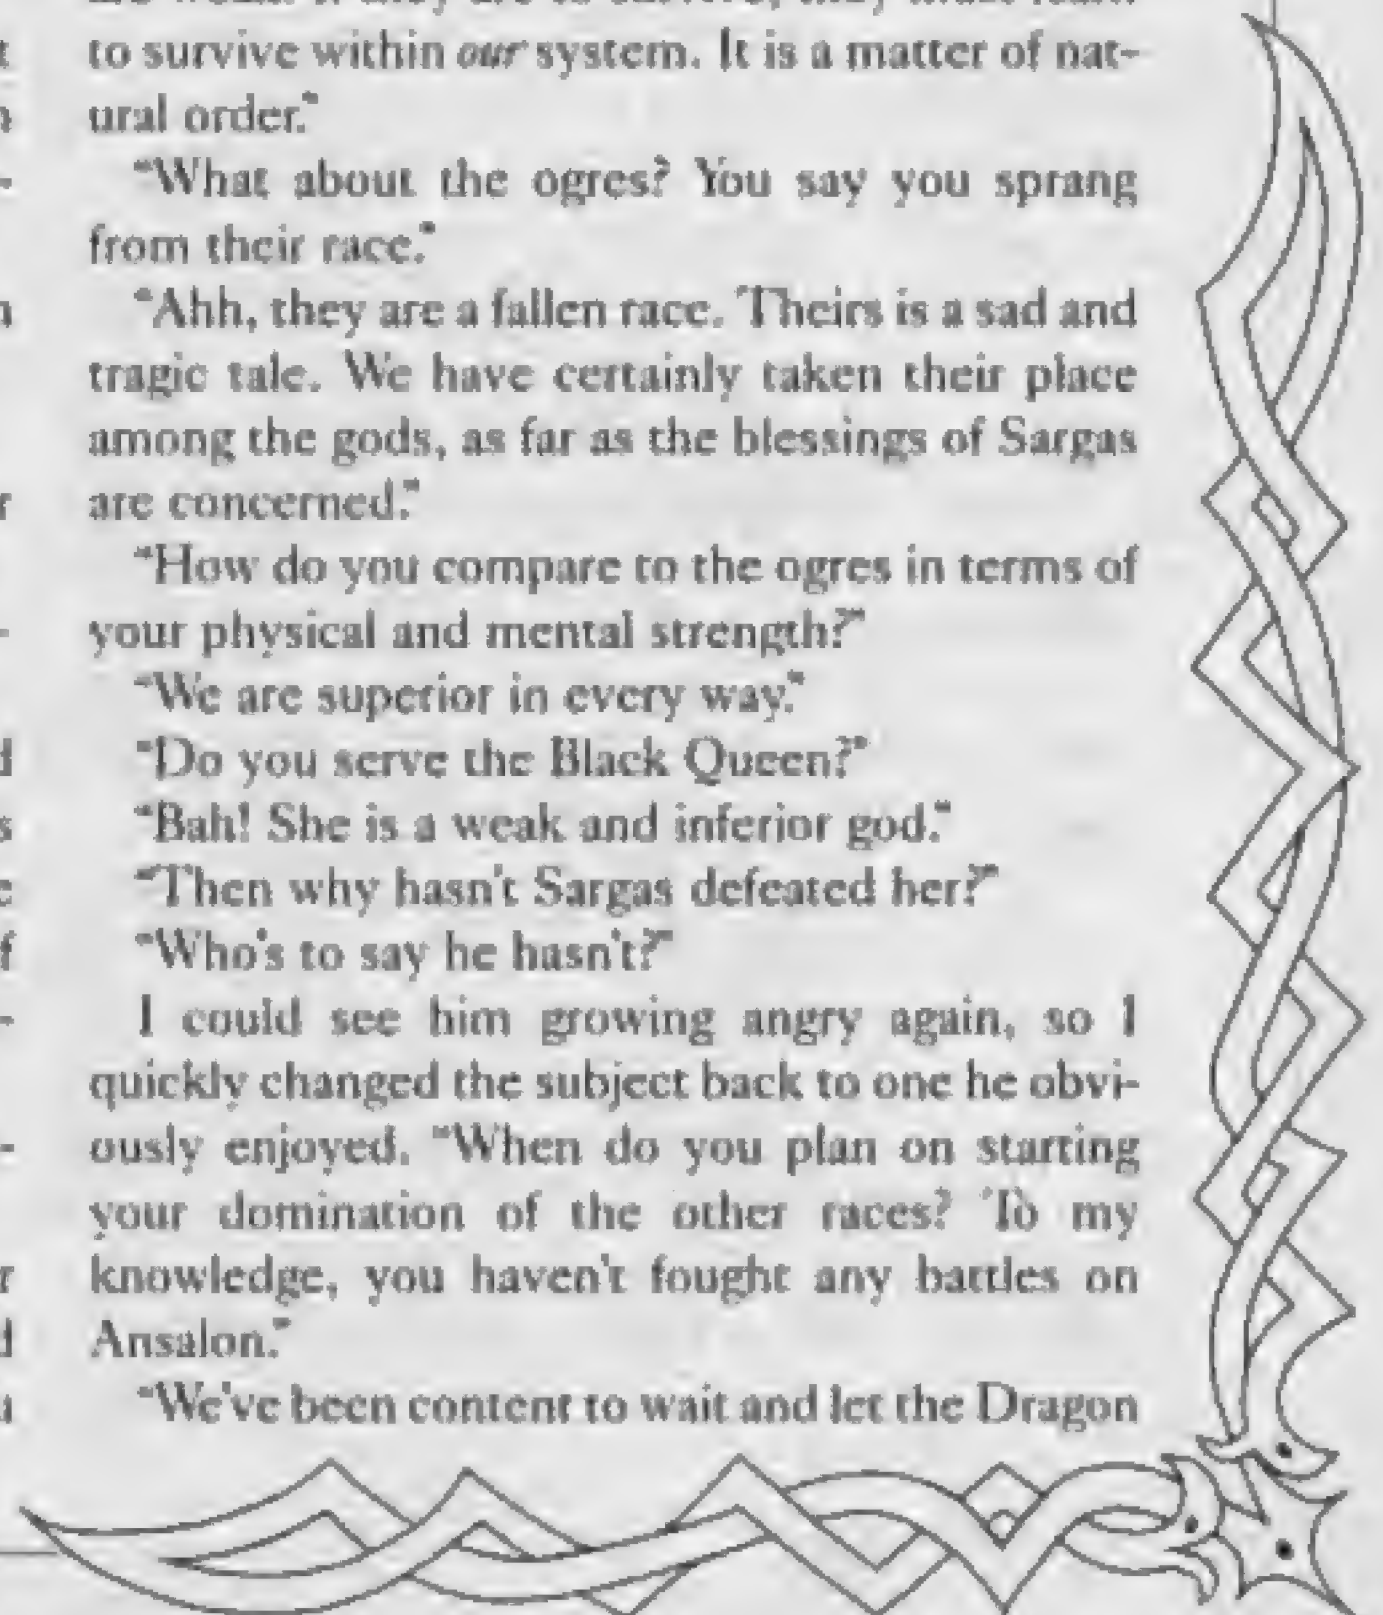 to survive within our system. It is a matter of nat-
ural order."
"What about the ogres? You say you sprang
from their race."
"Ahh, they are a fallen race. Theirs is a sad and
tragic tale. We have certainly taken their place
among the gods, as far as the blessings of Sargas
are concerned."
"How do you compare to the ogres in terms of
your physical and mental strength?"
"We are superior in every way."
"Do you serve the Black Queen?"
"Bah! She is a weak and inferior god."
"Then why hasn't Sargas defeated her?"
"Who's to say he hasn't?"
I could see him growing angry again, so I
quickly changed the subject back to one he obvi-
ously enjoyed. "When do you plan on starting
your domination of the other races? To my
knowledge, you haven't fought any battles on
Ansalon."
"We've been content to wait and let the Dragon